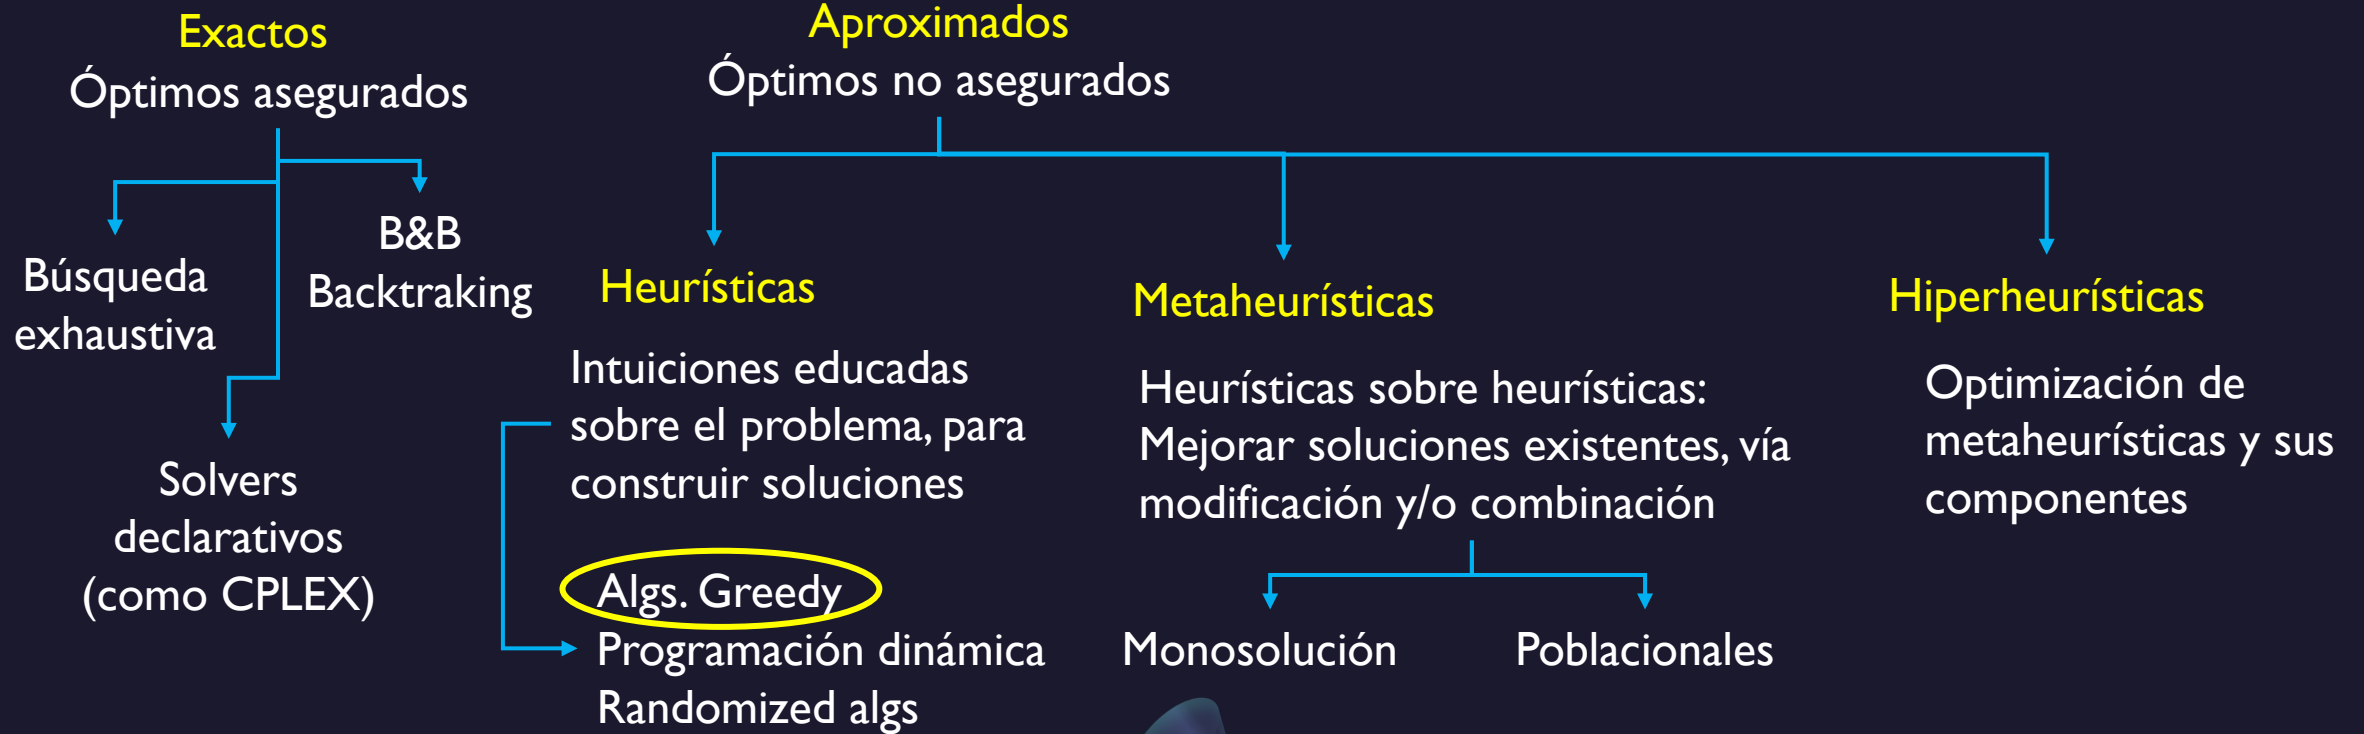 Exactos
Óptimos asegurados
Búsqueda
exhaustiva
B&B
Backtraking
Solvers
declarativos
(como CPLEX)
Aproximados
Óptimos no asegurados
Heurísticas
Intuiciones educadas
sobre el problema, para
construir soluciones
Algs. Greedy
Programación dinámica
Randomized algs
Metaheurísticas
Heurísticas sobre heurísticas:
Mejorar soluciones existentes, vía
modificación y/o combinación
Monosolución
Poblacionales
Hiperheurísticas
Optimización de
metaheurísticas y sus
componentes